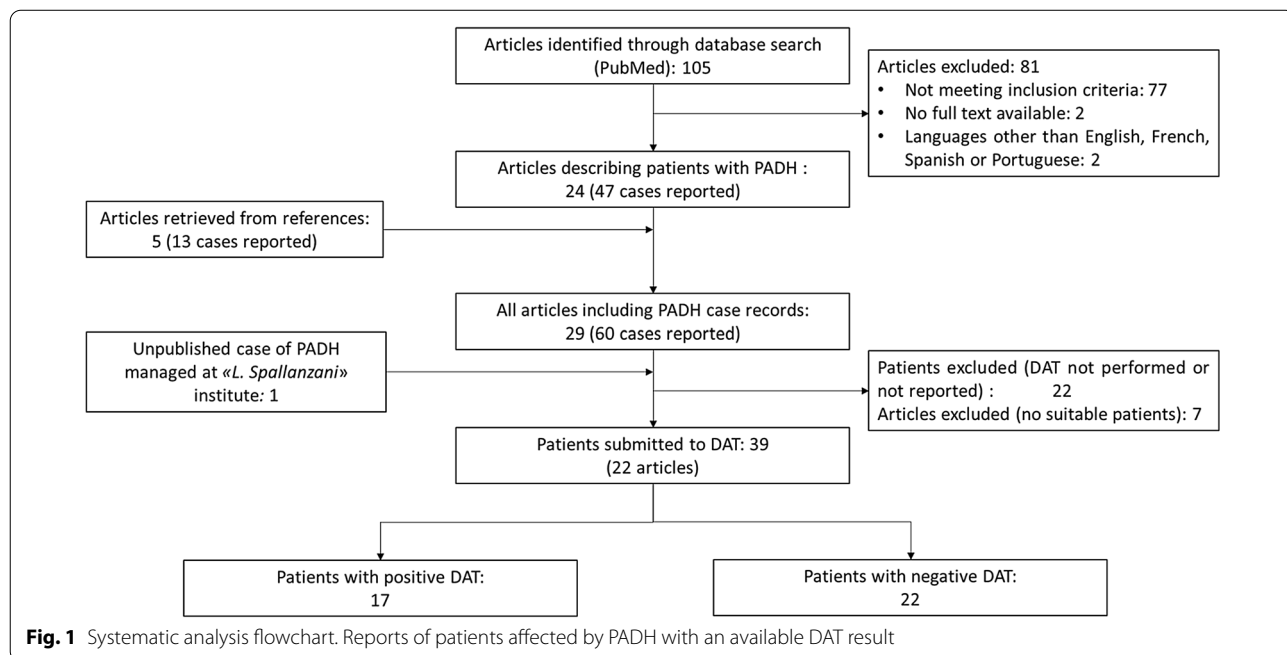 Articles identified through database search
(PubMed): 105
Articles excluded: 81
• Not meeting inclusion criteria: 77
• No full text available: 2
• Languages other than English, French,
Spanish or Portuguese: 2
Articles describing patients with PADH :
24 (47 cases reported)
Articles retrieved from references:
5 (13 cases reported)
All articles including PADH case records:
29 (60 cases reported)
Unpublished case of PADH
managed at «L. Spallanzani»
institute: 1
Patients excluded (DAT not performed or
not reported) : 22
Articles excluded (no suitable patients): 7
Patients submitted to DAT: 39
(22 articles)
Patients with positive DAT:
17
Patients with negative DAT:
22
Fig. 1 Systematic analysis flowchart. Reports of patients affected by PADH with an available DAT result